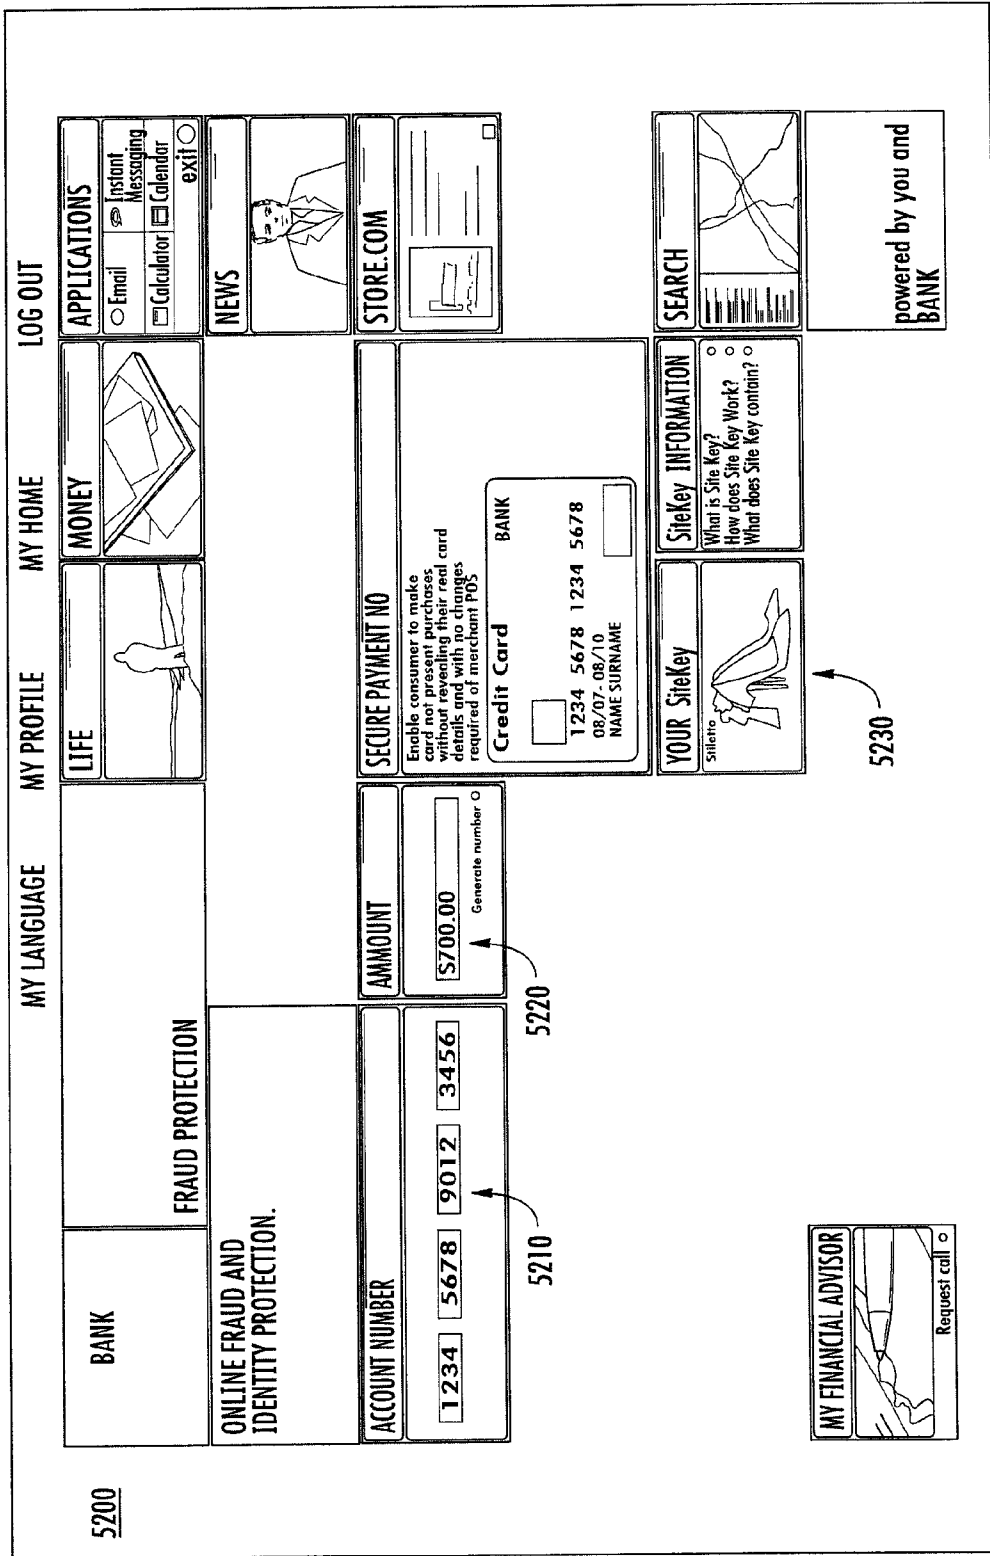 5200
MY LANGUAGE
MY PROFILE
MY HOME
LOG OUT
BANK
FRAUD PROTECTION
LIFE
MONEY
APPLICATIONS
Email
Instant
Messaging
Calculator
Calendar
exit
ONLINE FRAUD AND
IDENTITY PROTECTION.
NEWS
ACCOUNT NUMBER
1234 5678 9012 3456
5210
AMMOUNT
$700.00
Generate number
5220
SECURE PAYMENT NO
Enable consumer to make
card not present purchases
without revealing their real card
details and with no changes
required of merchant POS
Credit Card BANK
1234 5678 1234 5678
08/07- 08/10
NAME SURNAME
STORE.COM
YOUR SiteKey
Stiletto
5230
SiteKey INFORMATION
What is Site Key?
How does Site Key Work?
What does Site Key contain?
SEARCH
MY FINANCIAL ADVISOR
Request call
powered by you and
BANK